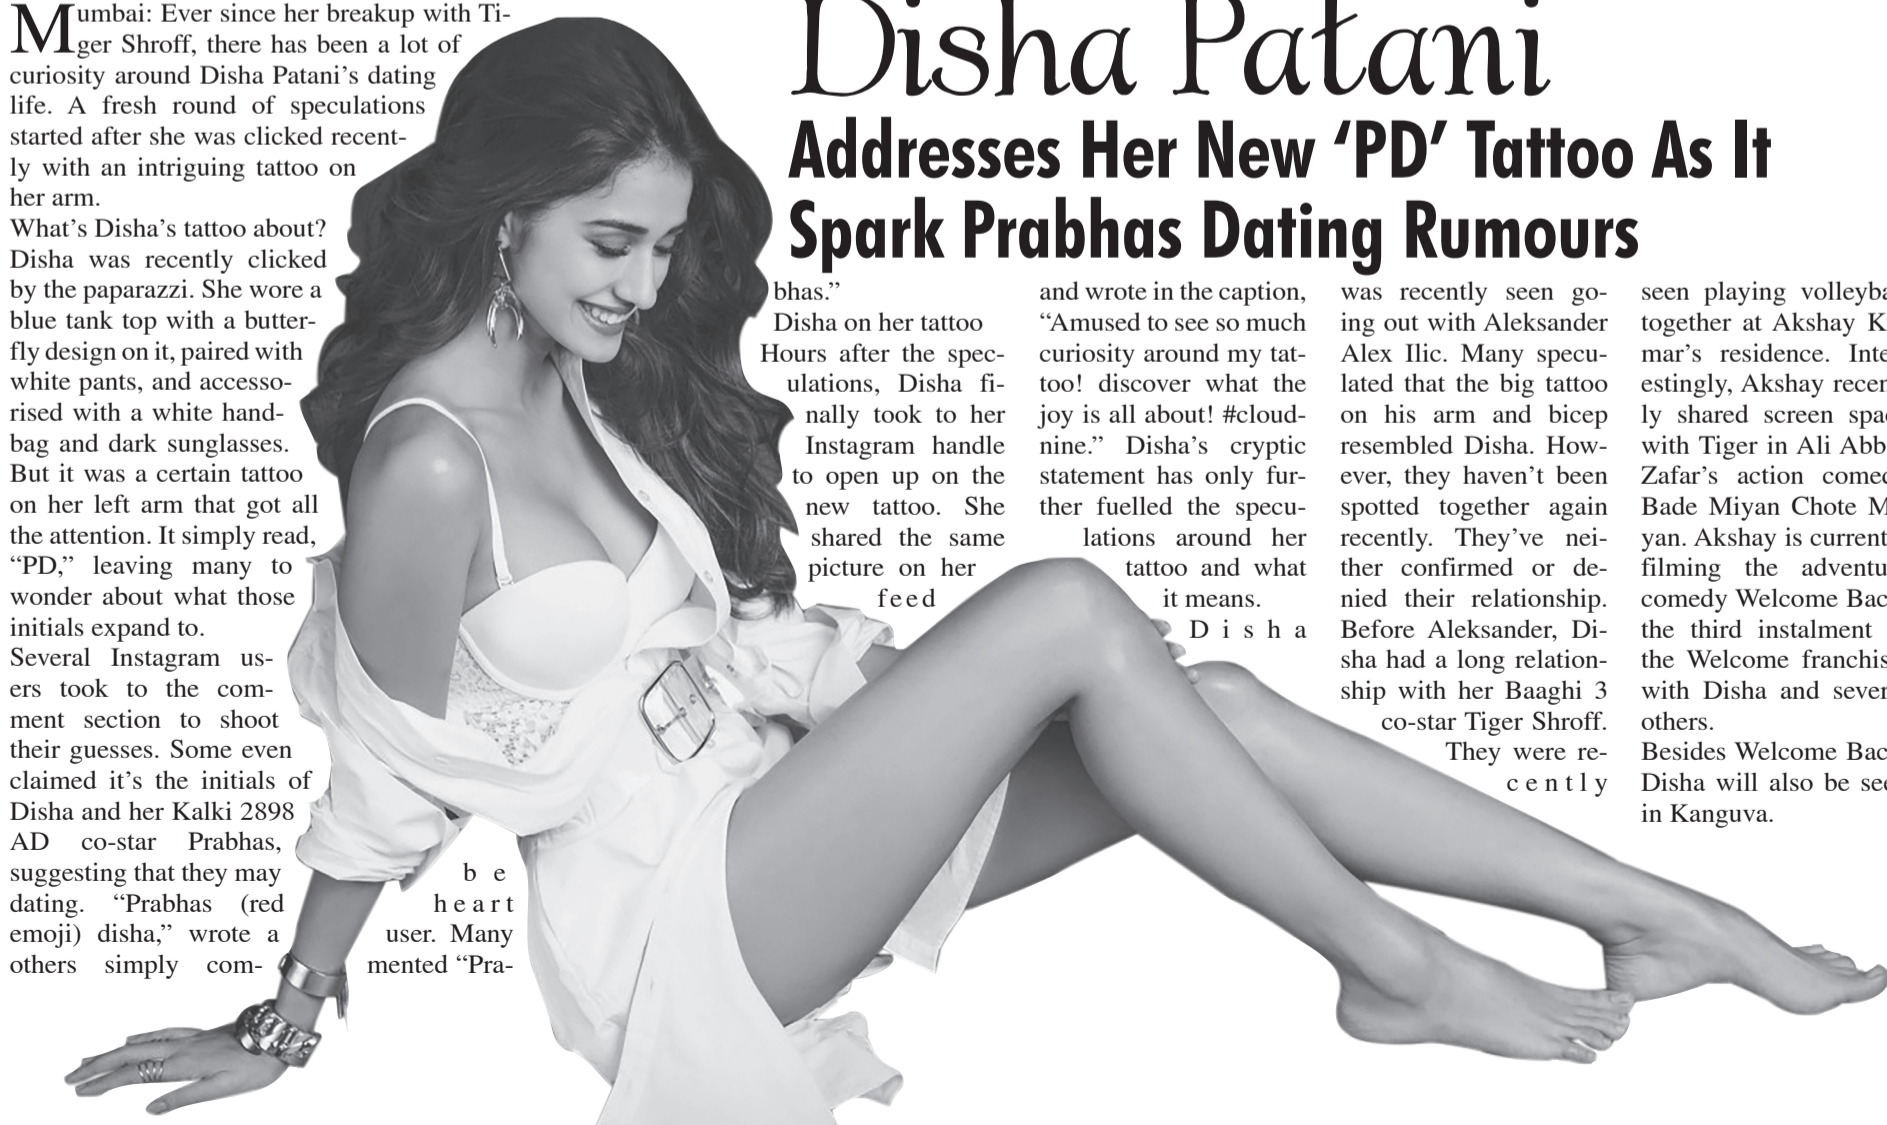 Disha Patani
Addresses Her New ‘PD’ Tattoo As It
Spark Prabhas Dating Rumours
Mumbai: Ever since her breakup with Ti-
ger Shroff, there has been a lot of
curiosity around Disha Patani’s dating
life. A fresh round of speculations
started after she was clicked recent-
ly with an intriguing tattoo on
her arm.
What’s Disha’s tattoo about?
Disha was recently clicked
by the paparazzi. She wore a
blue tank top with a butter-
fly design on it, paired with
white pants, and accesso-
rised with a white hand-
bag and dark sunglasses.
But it was a certain tattoo
on her left arm that got all
the attention. It simply read,
“PD,” leaving many to
wonder about what those
initials expand to.
Several Instagram us-
ers took to the com-
ment section to shoot
their guesses. Some even
claimed it’s the initials of
Disha and her Kalki 2898
AD co-star Prabhas,
suggesting that they may be
dating. “Prabhas (red heart
emoji) disha,” wrote a user. Many
others simply com- mented “Pra-
bhas.”
Disha on her tattoo
Hours after the spec-
ulations, Disha fi-
nally took to her
Instagram handle
to open up on the
new tattoo. She
shared the same
picture on her
feed
and wrote in the caption,
“Amused to see so much
curiosity around my tat-
too! discover what the
joy is all about! #cloud-
nine.” Disha’s cryptic
statement has only fur-
ther fuelled the specu-
lations around her
tattoo and what
it means.
Disha
was recently seen go-
ing out with Aleksander
Alex Ilic. Many specu-
lated that the big tattoo
on his arm and bicep
resembled Disha. How-
ever, they haven’t been
spotted together again
recently. They’ve nei-
ther confirmed or de-
nied their relationship.
Before Aleksander, Di-
sha had a long relation-
ship with her Baaghi 3
co-star Tiger Shroff.
They were re-
cently
seen playing
together at Akshay
mar’s residence.
estingly, Akshay
ly shared screen
with Tiger in Ali
Zafar’s action
Bade Miyan Chote
yan. Akshay is
filming the
comedy Welcome
the third instalment
the Welcome
with Disha and
others.
Besides Welcome
Disha will also be
in Kanguva.